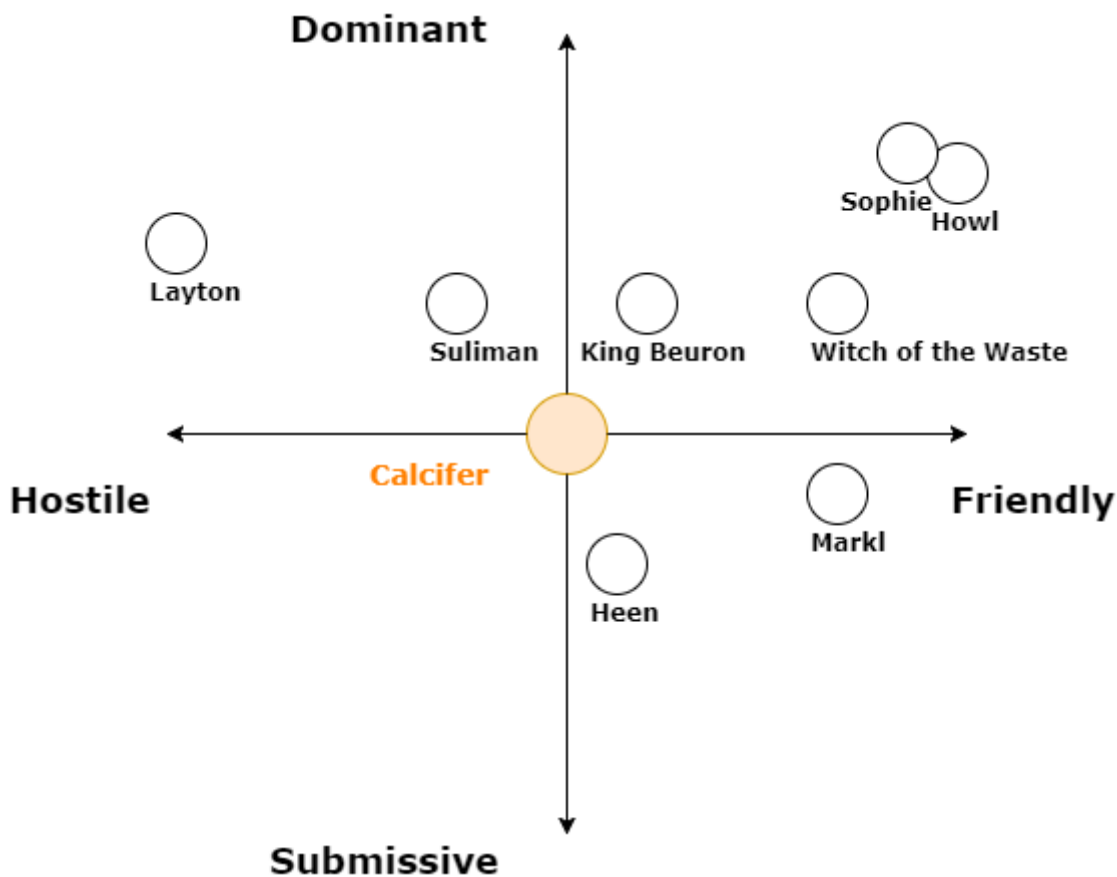 Dominant
Sophie
Howl
Layton
Suliman
King Beuron
Witch of the Waste
Calcifer
Hostile
Friendly
Markl
Heen
Submissive